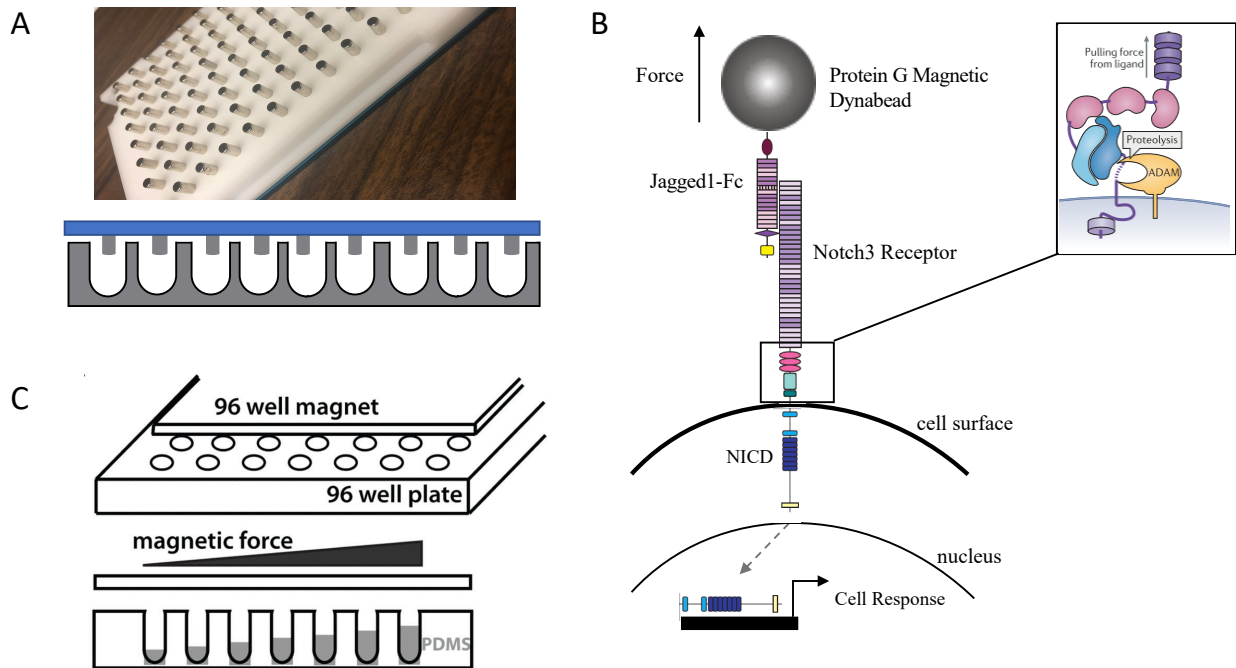 A
B
Force
Protein G Magnetic
Dynabead
Jagged1-Fc
Notch3 Receptor
Pulling force
from ligand
Proteolysis
ADAM
cell surface
NICD
nucleus
Cell Response
C
96 well magnet
96 well plate
magnetic force
PDMS